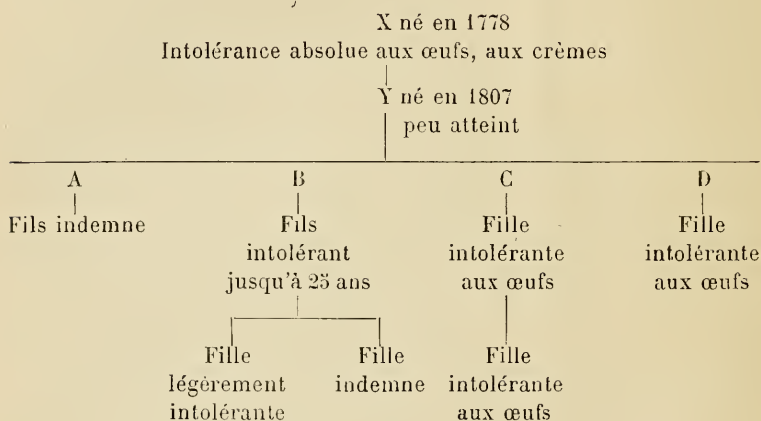 X né en 1778
Intolérance absolue aux œufs, aux crèmes
Y né en 1807
peu atteint
A B C D
Fils indemne Fils Fille Fille
intolérant intolérante intolérante
jusqu'à 25 ans aux œufs aux œufs
Fille Fille Fille
légèrement indemne intolérante
intolérante aux œufs